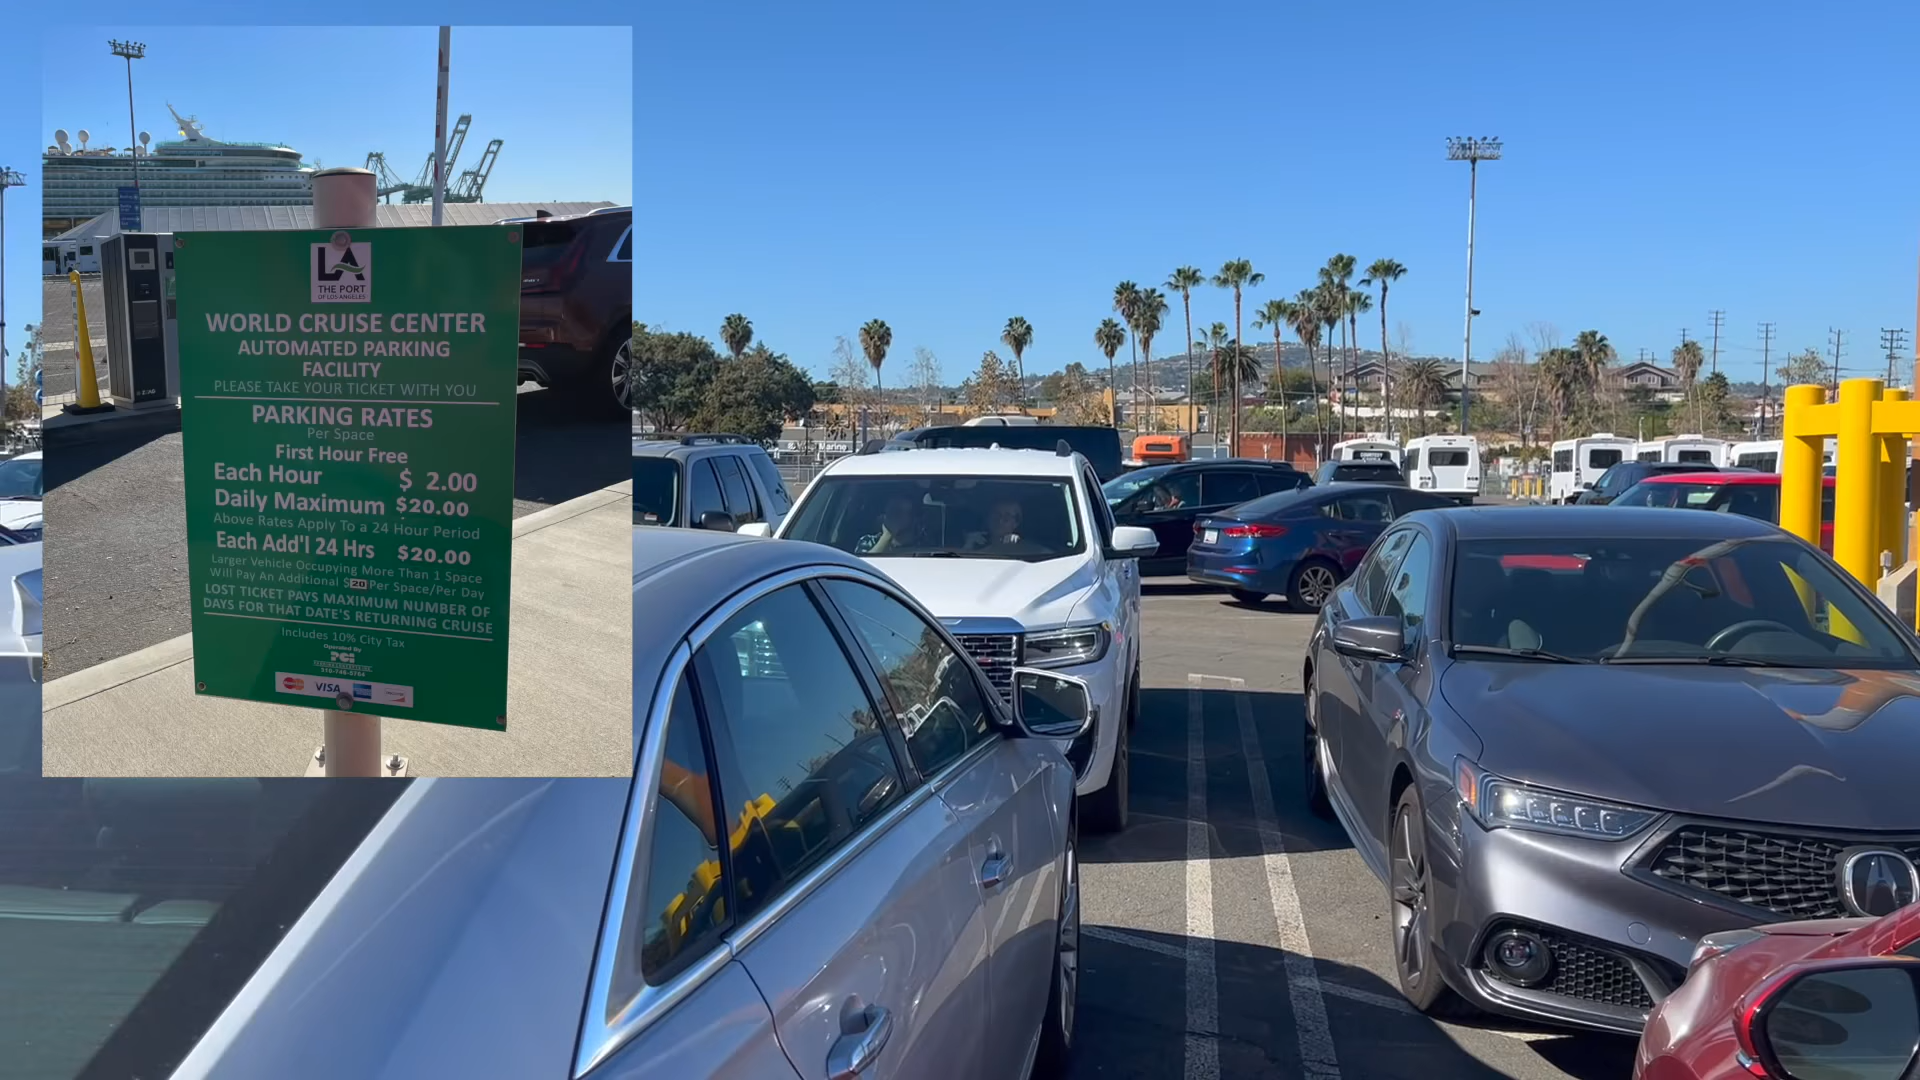 LA
THE PORT
OF LOS ANGELES
WORLD CRUISE CENTER
AUTOMATED PARKING
FACILITY
PLEASE TAKE YOUR TICKET WITH YOU
PARKING RATES
Per Space
First Hour Free
Each Hour $ 2.00
Daily Maximum $20.00
Above Rates Apply To a 24 Hour Period
Each Add'l 24 Hrs $20.00
Larger Vehicle Occupying More Than 1 Space
Will Pay An Additional $20 Per Space/Per Day
LOST TICKET PAYS MAXIMUM NUMBER OF
DAYS FOR THAT DATE'S RETURNING CRUISE
Includes 10% City Tax
Operated By
PCI
VISA
Marine